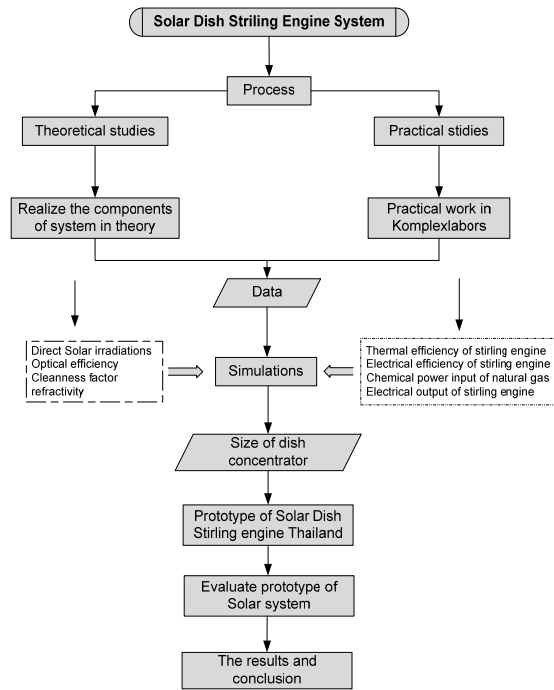 Solar Dish Striling Engine System
Process
Theoretical studies
Practical stidies
Realize the components
of system in theory
Practical work in
Komplexlabors
Data
Direct Solar irradiations
Optical efficiency
Cleanness factor
refractivity
Simulations
Thermal efficiency of stirling engine
Electrical efficiency of stirling engine
Chemical power input of natural gas
Electrical output of stirling engine
Size of dish
concentrator
Prototype of Solar Dish
Stirling engine Thailand
Evaluate prototype of
Solar system
The results and
conclusion